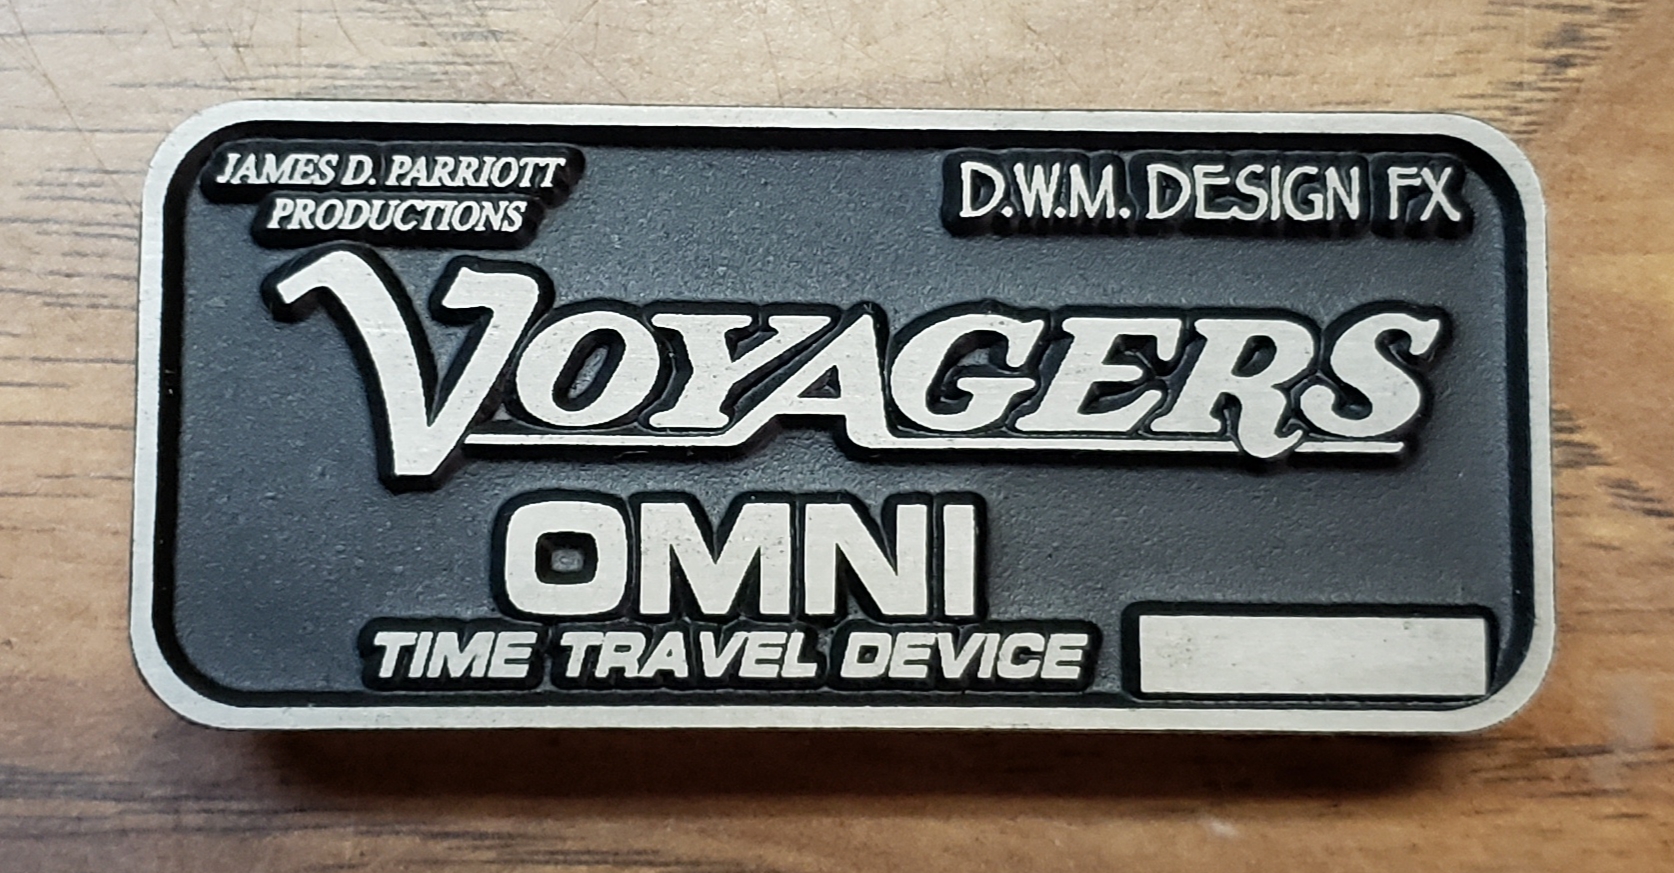 JAMES D. PARRIOTT
PRODUCTIONS
D.W.M. DESIGN FX
VOYAGERS
OMNI
TIME TRAVEL DEVICE